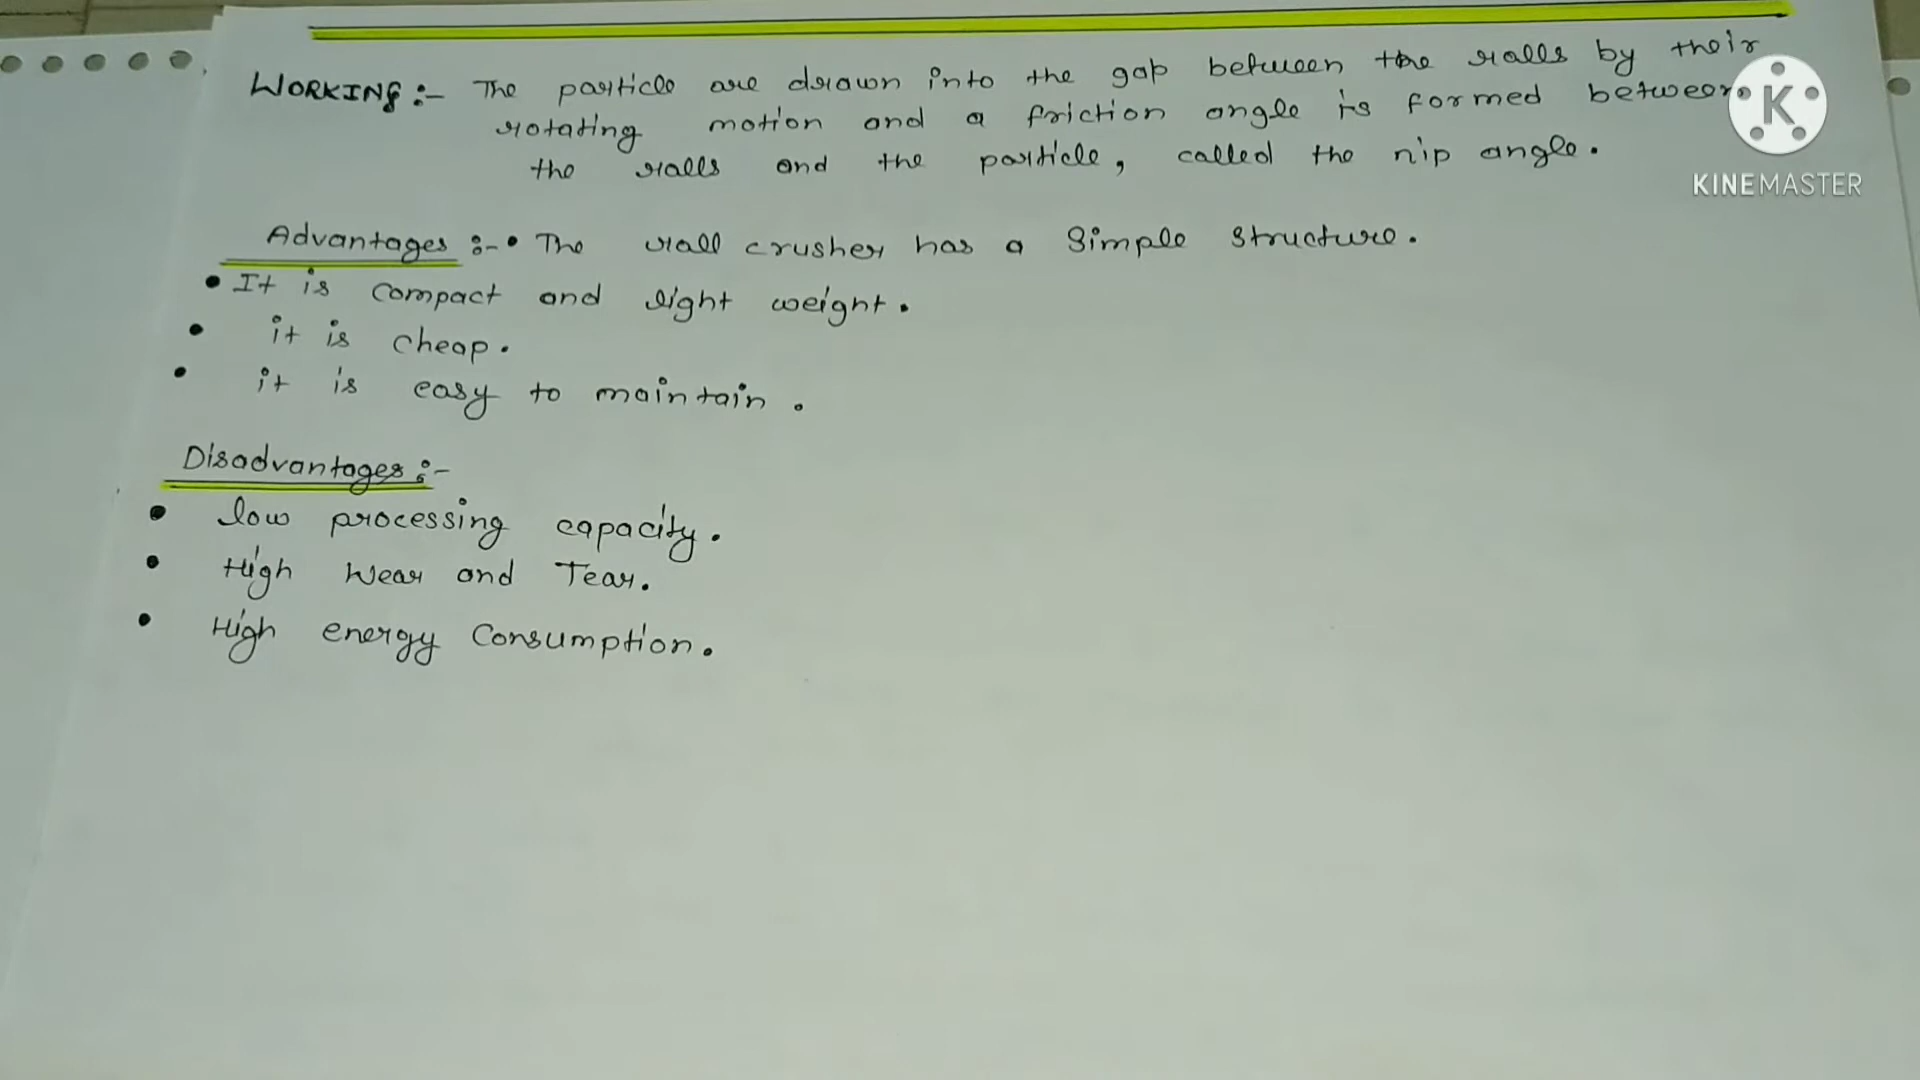 WORKING :- The particle are drawn into the gap between the rolls by their
rotating motion and a friction angle is formed between
the rolls and the particle, called the nip angle.
K
KINEMASTER
Advantages :- • The roll crusher has a Simple Structure.
• It is compact and light weight.
• it is cheap.
• it is easy to maintain.
Disadvantages :-
• low processing capacity.
• High Wear and Tear.
• High energy Consumption.